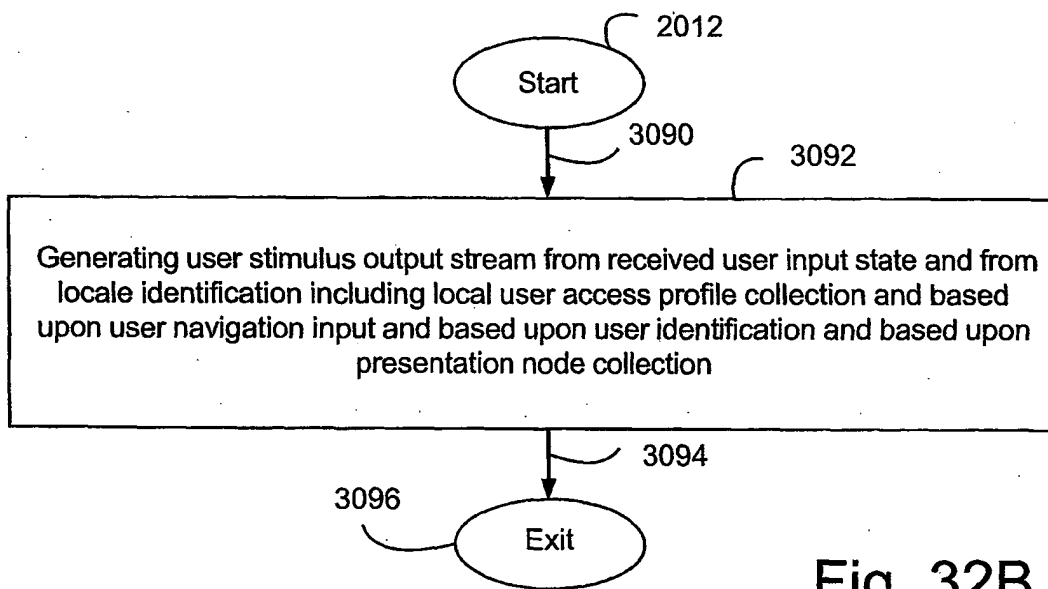 2012
Start
3090
3092
Generating user stimulus output stream from received user input state and from
locale identification including local user access profile collection and based
upon user navigation input and based upon user identification and based upon
presentation node collection
3094
3096
Exit
Fig. 32B